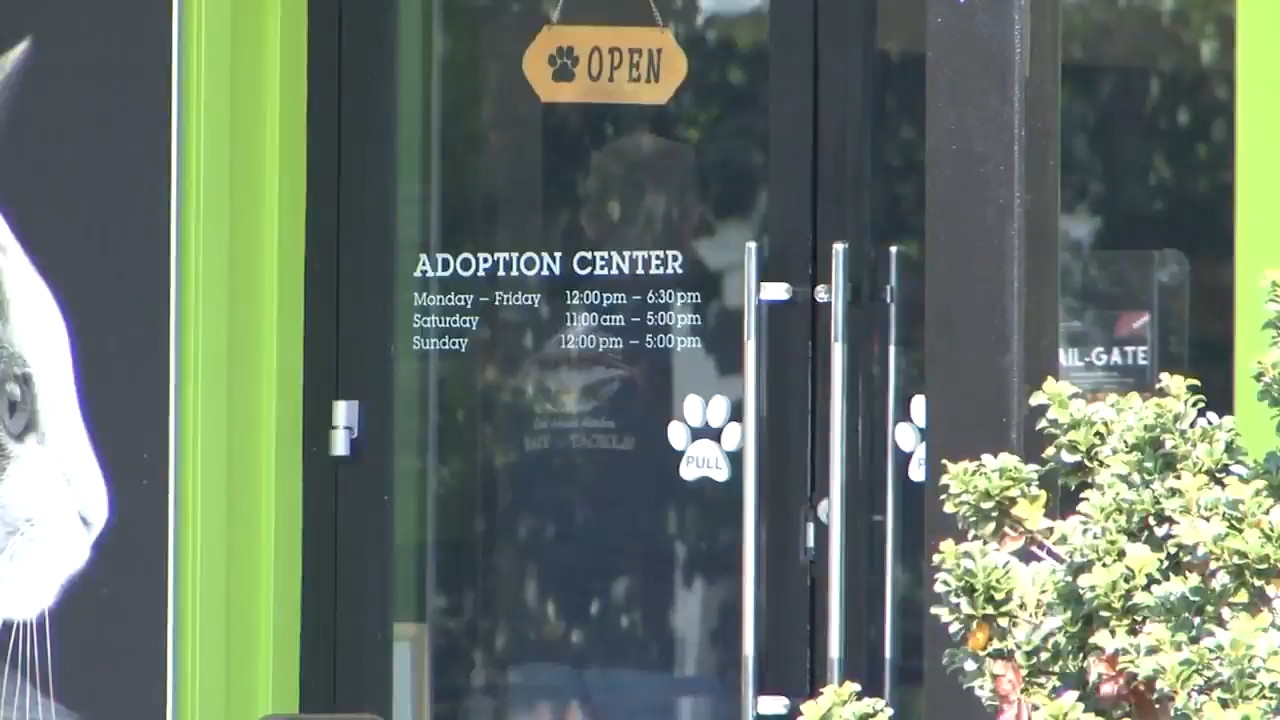 OPEN
ADOPTION CENTER
Monday – Friday 12:00 pm – 6:30 pm
Saturday 11:00 am – 5:00 pm
Sunday 12:00 pm – 5:00 pm
AIL-GATE
PULL